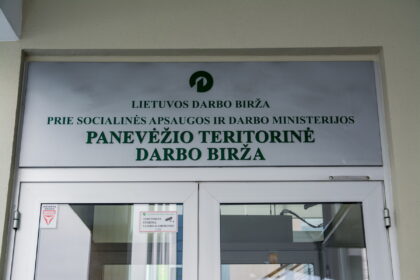 LIETUVOS DARBO BIRŽA
PRIE SOCIALINĖS APSAUGOS IR DARBO MINISTERIJOS
PANEVĖŽIO TERITORINĖ
DARBO BIRŽA